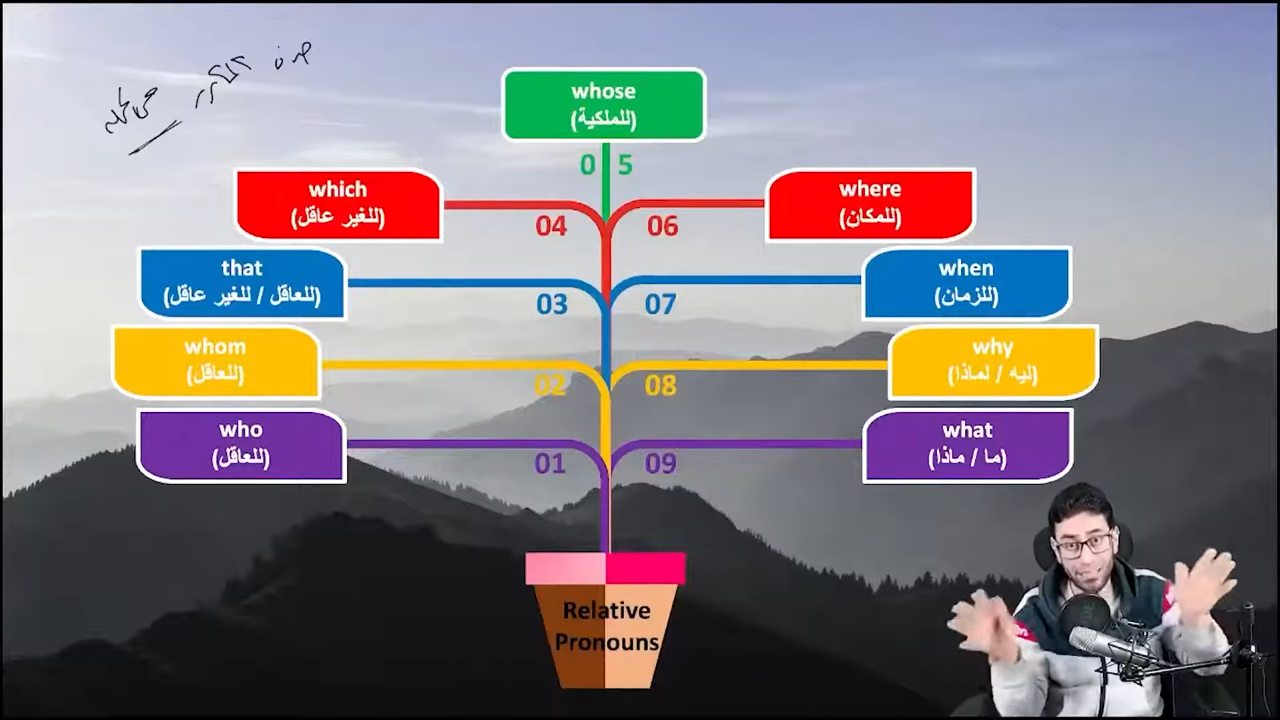 whose
(للملكية)
0 5
which
(للغير عاقل)
04
06
where
(للمكان)
that
(للعاقل / للغير عاقل)
03
07
when
(للزمان)
whom
(للعاقل)
02
08
why
(ليه / لماذا)
who
(للعاقل)
01
09
what
(ما / ماذا)
Relative
Pronouns